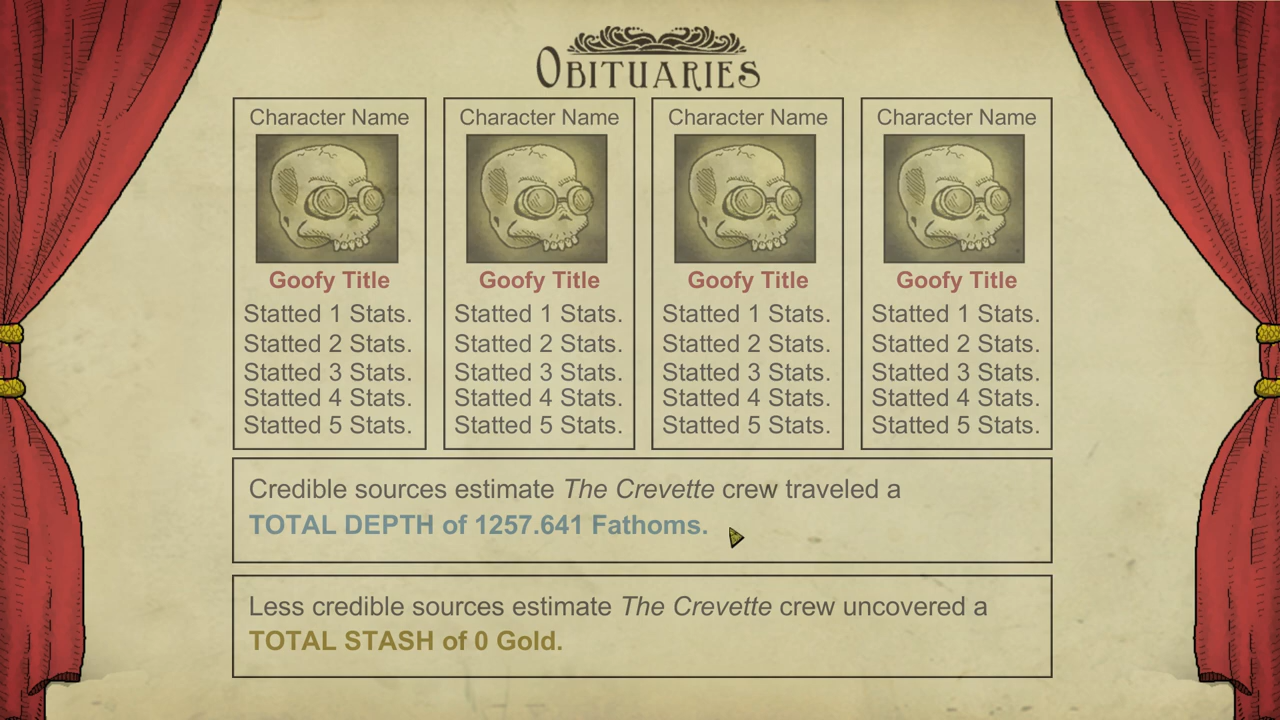 OBITUARIES
Character Name
Goofy Title
Statted 1 Stats.
Statted 2 Stats.
Statted 3 Stats.
Statted 4 Stats.
Statted 5 Stats.
Character Name
Goofy Title
Statted 1 Stats.
Statted 2 Stats.
Statted 3 Stats.
Statted 4 Stats.
Statted 5 Stats.
Character Name
Goofy Title
Statted 1 Stats.
Statted 2 Stats.
Statted 3 Stats.
Statted 4 Stats.
Statted 5 Stats.
Character Name
Goofy Title
Statted 1 Stats.
Statted 2 Stats.
Statted 3 Stats.
Statted 4 Stats.
Statted 5 Stats.
Credible sources estimate The Crevette crew traveled a
TOTAL DEPTH of 1257.641 Fathoms.
Less credible sources estimate The Crevette crew uncovered a
TOTAL STASH of 0 Gold.